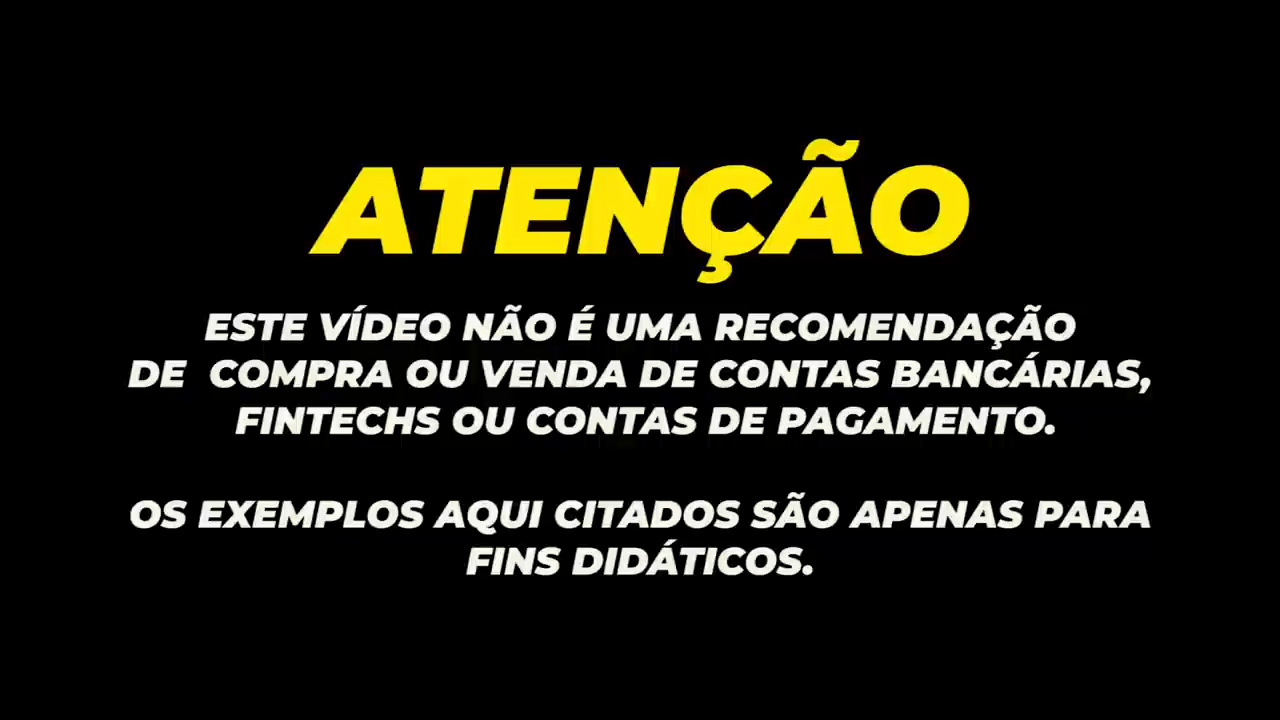 ATENÇÃO
ESTE VÍDEO NÃO É UMA RECOMENDAÇÃO
DE COMPRA OU VENDA DE CONTAS BANCÁRIAS,
FINTECHS OU CONTAS DE PAGAMENTO.
OS EXEMPLOS AQUI CITADOS SÃO APENAS PARA
FINS DIDÁTICOS.